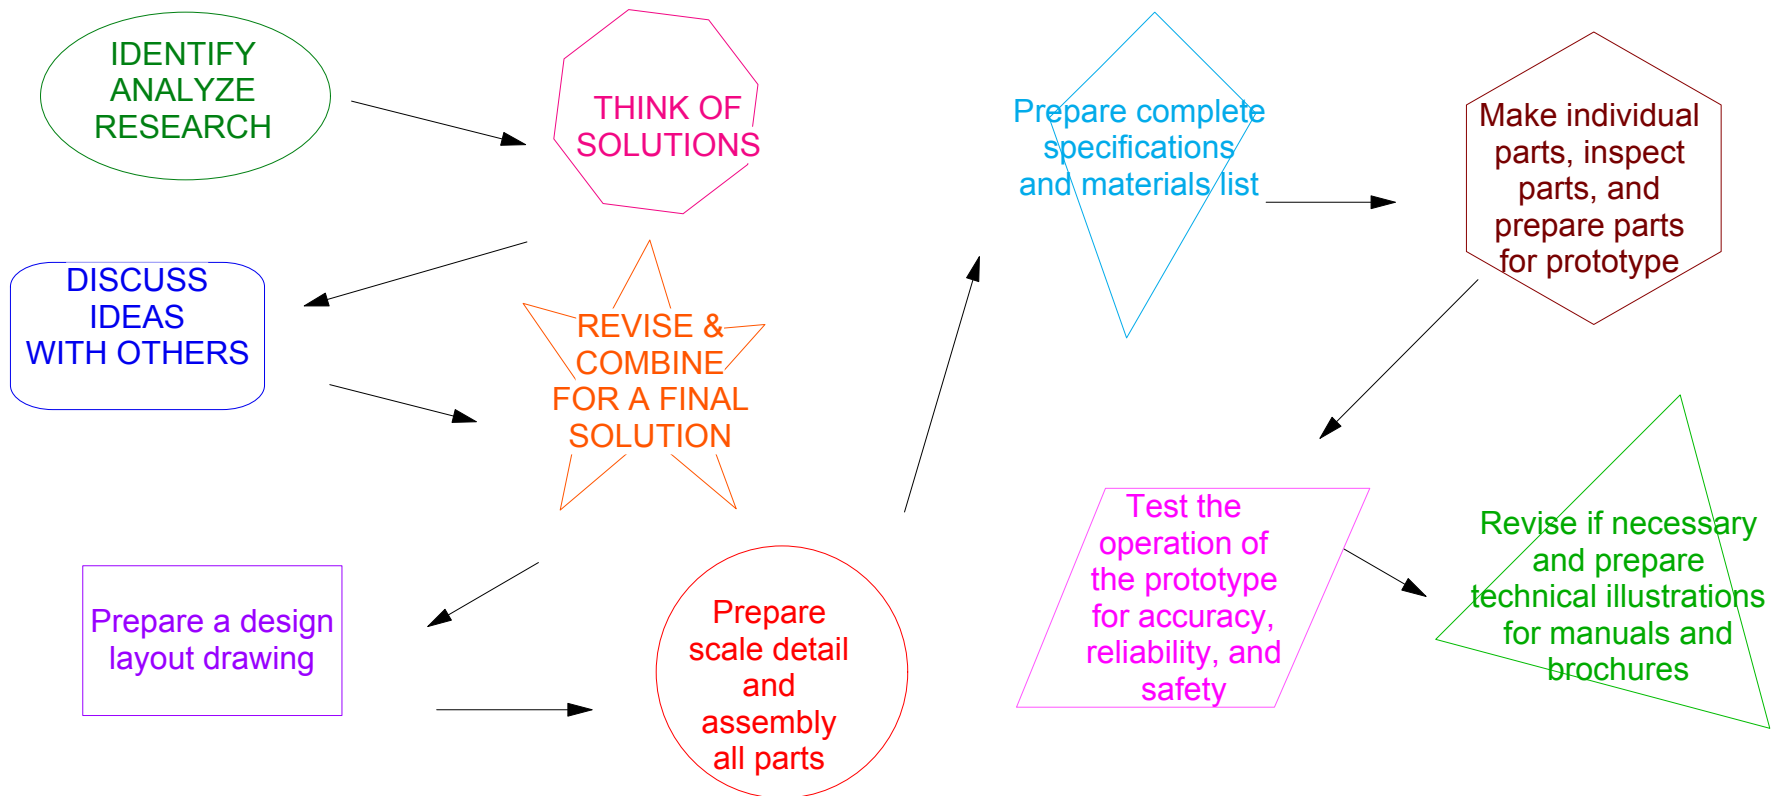 IDENTIFY
ANALYZE
RESEARCH
THINK OF
SOLUTIONS
DISCUSS
IDEAS
WITH OTHERS
REVISE &
COMBINE
FOR A FINAL
SOLUTION
Prepare a design
layout drawing
Prepare
scale detail
and
assembly
all parts
Prepare complete
specifications
and materials list
Make individual
parts, inspect
parts, and
prepare parts
for prototype
Test the
operation of
the prototype
for accuracy,
reliability, and
safety
Revise if necessary
and prepare
technical illustrations
for manuals and
brochures